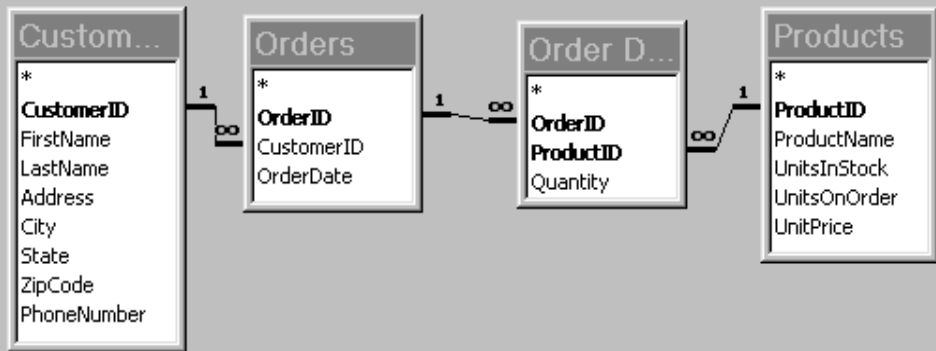 Custom...
*
CustomerID
FirstName
LastName
Address
City
State
ZipCode
PhoneNumber
1
∞
Orders
*
OrderID
CustomerID
OrderDate
1
∞
Order D...
*
OrderID
ProductID
Quantity
∞
1
Products
*
ProductID
ProductName
UnitsInStock
UnitsOnOrder
UnitPrice